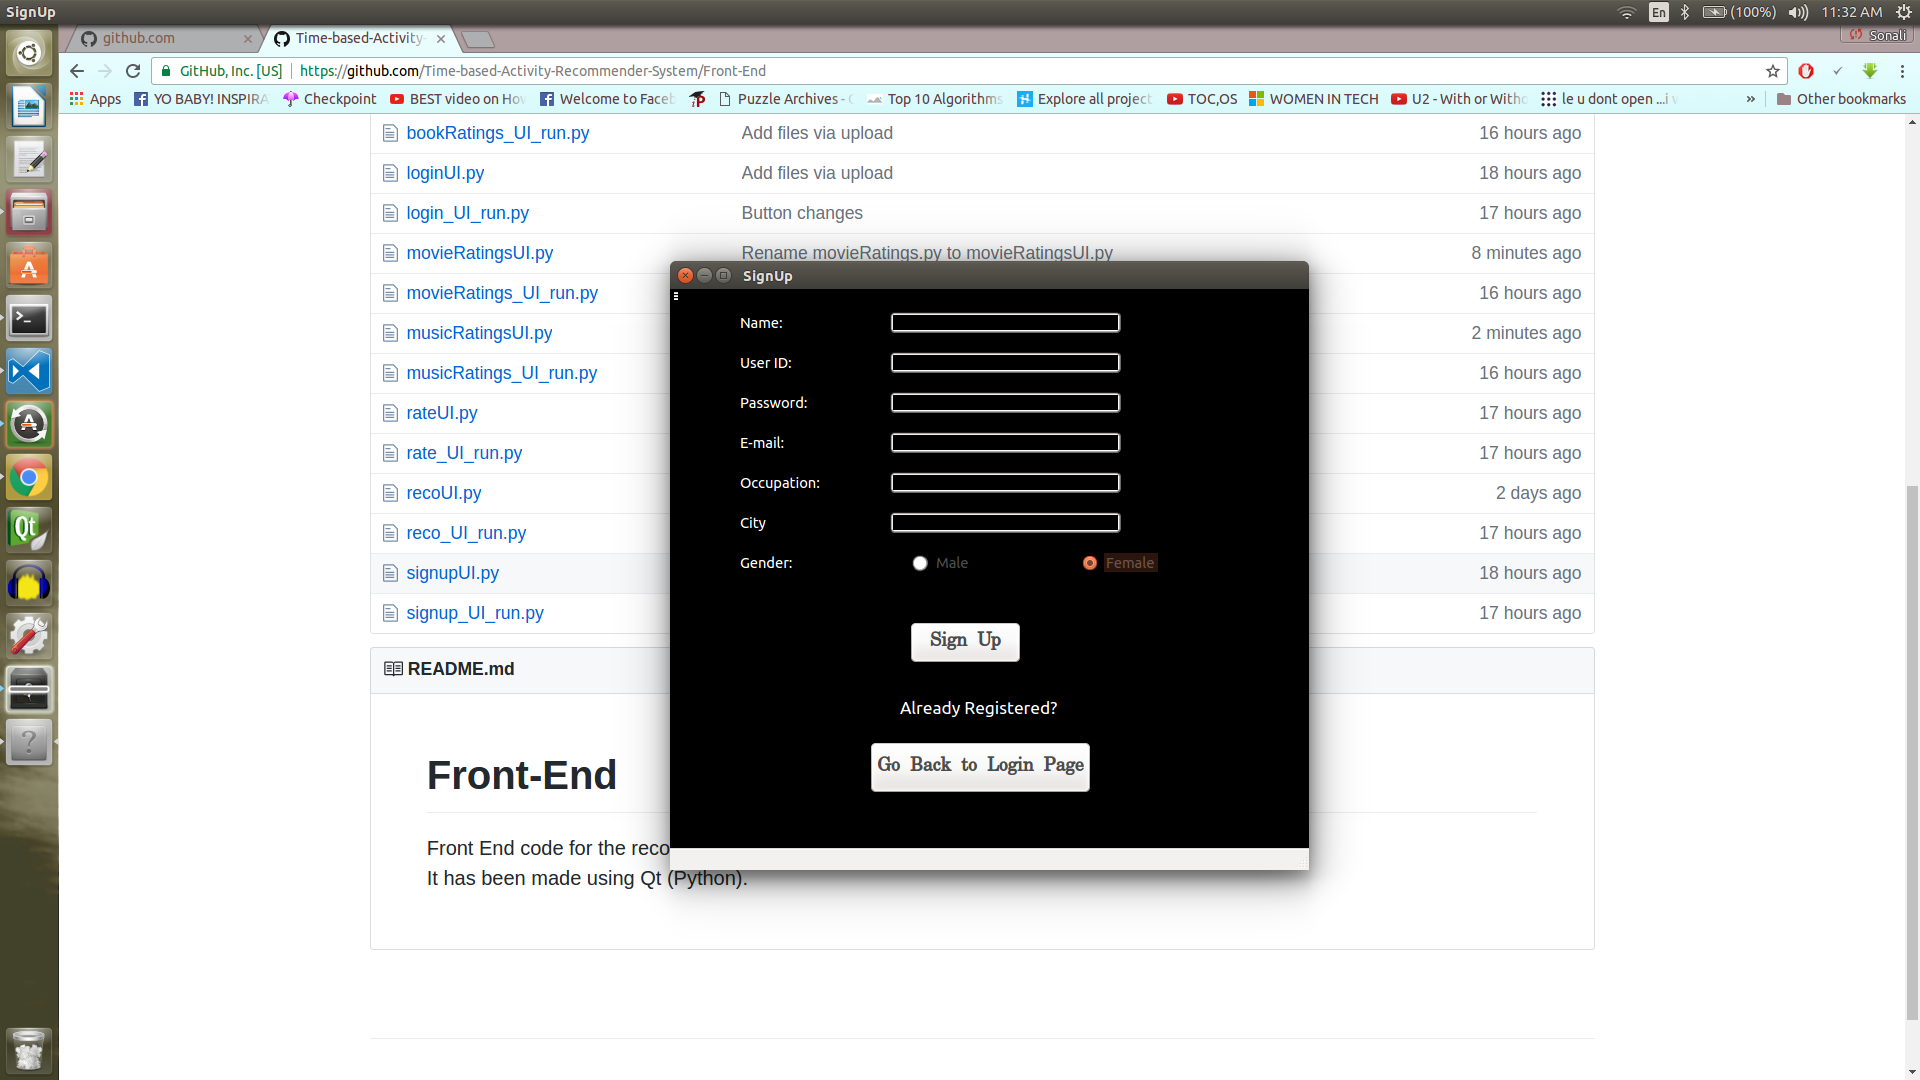 SignUp
En
(100%)
11:32 AM
github.com
Time-based-Activity-
Sonali
GitHub, Inc. [US]
https://github.com/Time-based-Activity-Recommender-System/Front-End
Apps
YO BABY! INSPIRA
Checkpoint
BEST video on How
Welcome to Faceb
Puzzle Archives -
Top 10 Algorithms
Explore all project
TOC,OS
WOMEN IN TECH
U2 - With or Witho
le u dont open ...i
»
Other bookmarks
bookRatings_UI_run.py Add files via upload 16 hours ago
loginUI.py Add files via upload 18 hours ago
login_UI_run.py Button changes 17 hours ago
movieRatingsUI.py Rename movieRatings.py to movieRatingsUI.py 8 minutes ago
movieRatings_UI_run.py 16 hours ago
musicRatingsUI.py 2 minutes ago
musicRatings_UI_run.py 16 hours ago
rateUI.py 17 hours ago
rate_UI_run.py 17 hours ago
recoUI.py 2 days ago
reco_UI_run.py 17 hours ago
signupUI.py 18 hours ago
signup_UI_run.py 17 hours ago
README.md
Front-End
Front End code for the reco
It has been made using Qt (Python).
SignUp
Name:
User ID:
Password:
E-mail:
Occupation:
City
Gender: Male Female
Sign Up
Already Registered?
Go Back to Login Page
Qt